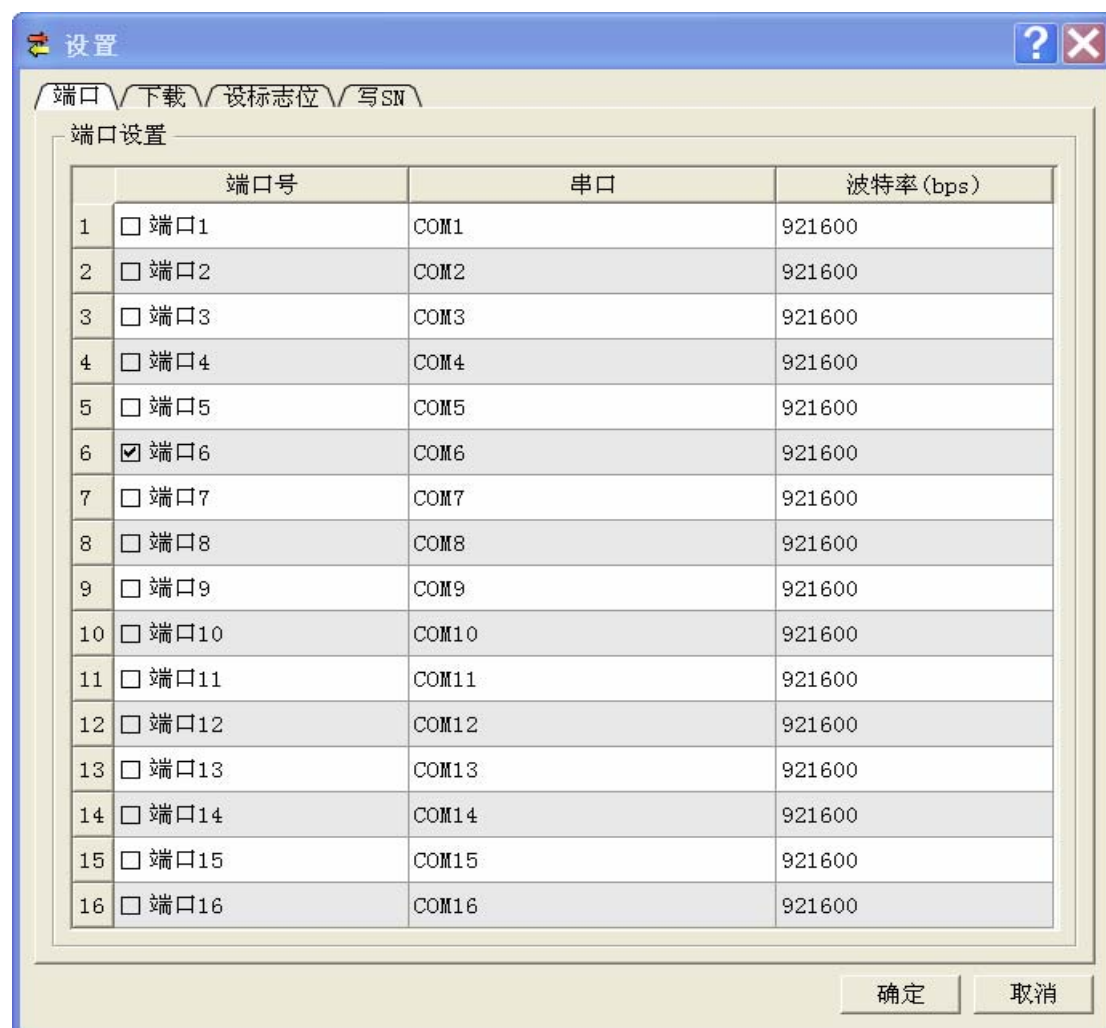 设置
端口 下载 设标志位 写SN
端口设置
端口号 串口 波特率(bps)
1 端口1 COM1 921600
2 端口2 COM2 921600
3 端口3 COM3 921600
4 端口4 COM4 921600
5 端口5 COM5 921600
6 端口6 COM6 921600
7 端口7 COM7 921600
8 端口8 COM8 921600
9 端口9 COM9 921600
10 端口10 COM10 921600
11 端口11 COM11 921600
12 端口12 COM12 921600
13 端口13 COM13 921600
14 端口14 COM14 921600
15 端口15 COM15 921600
16 端口16 COM16 921600
确定 取消